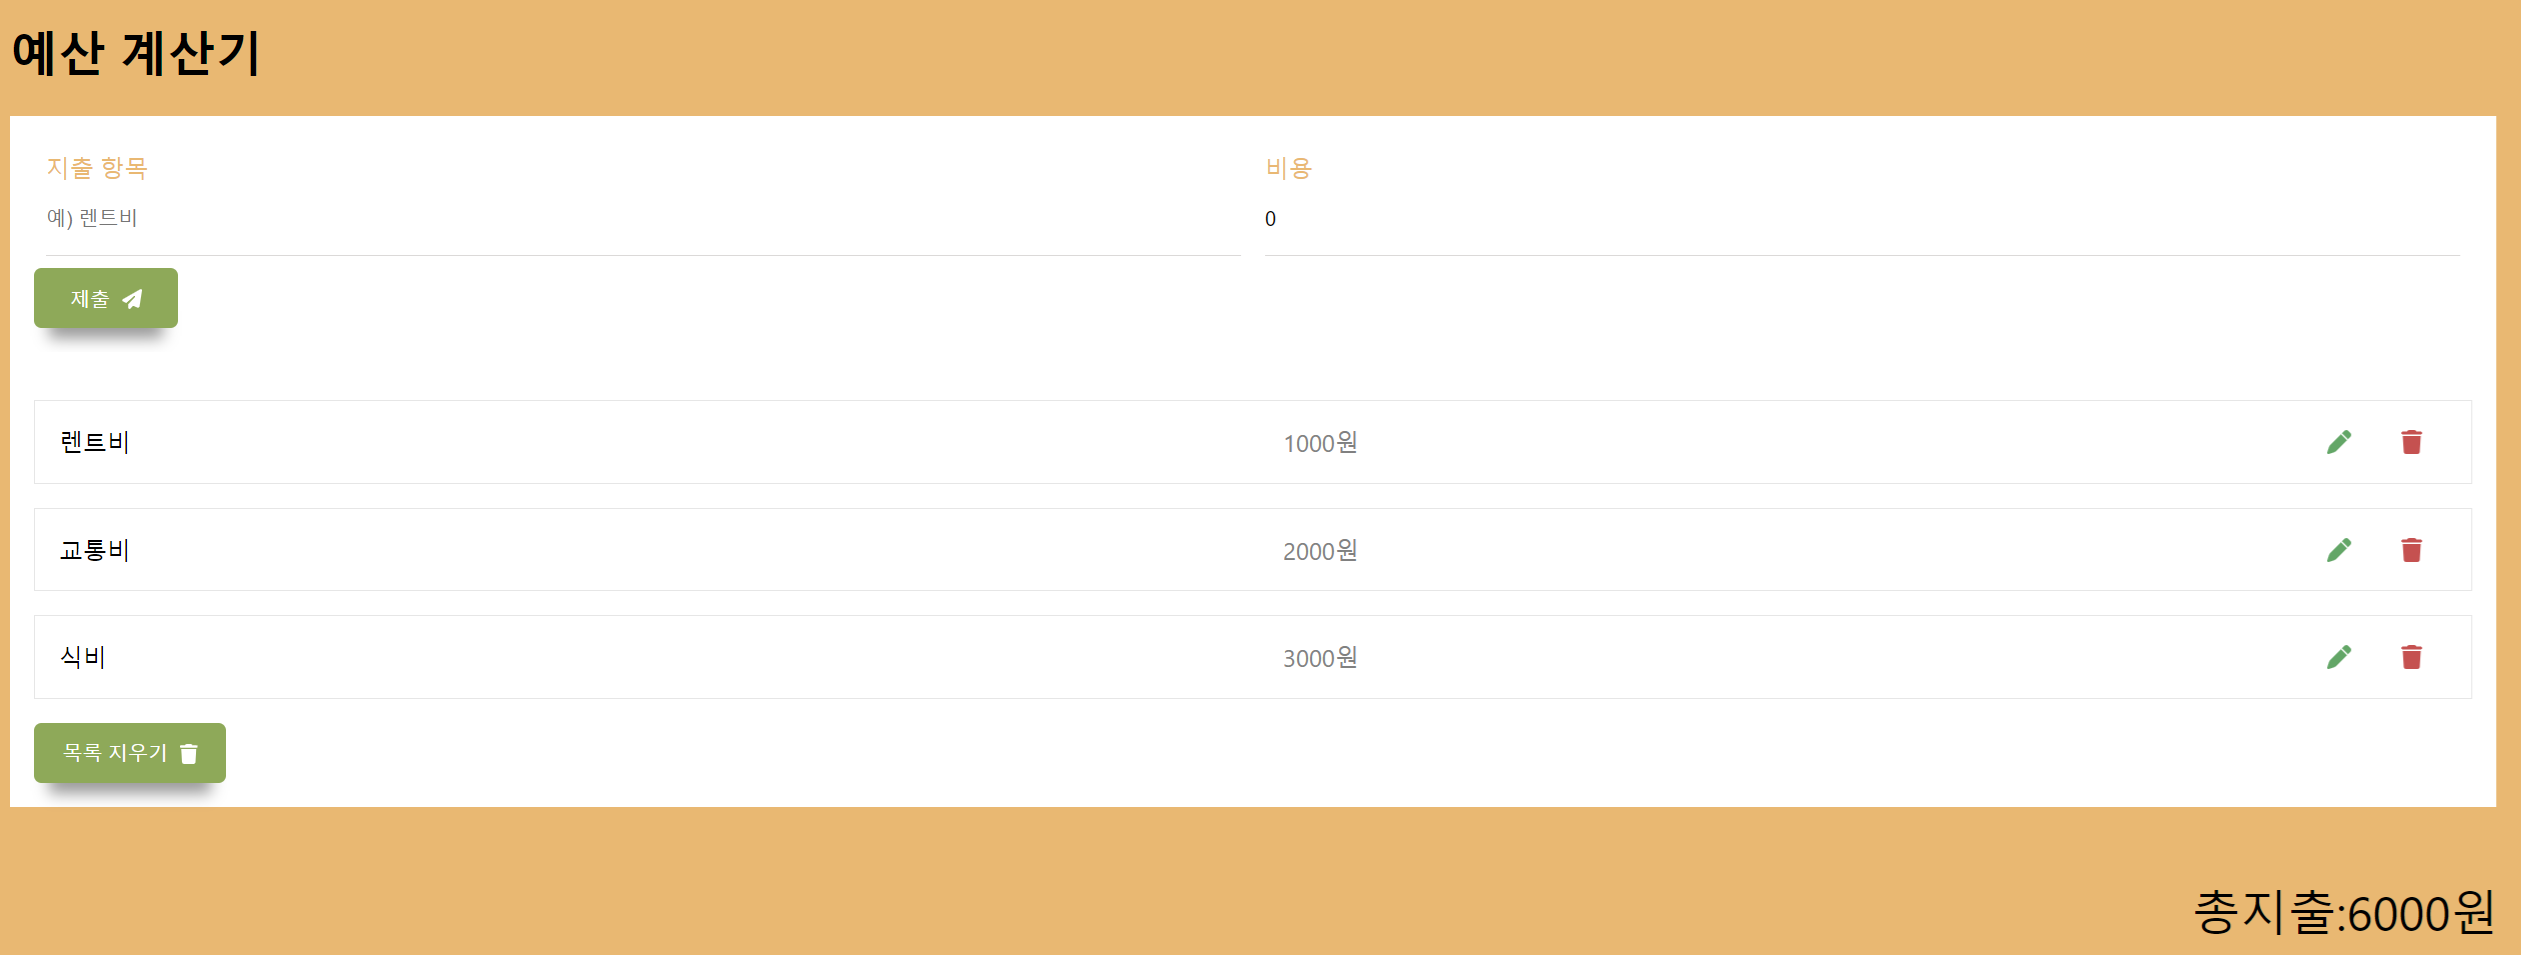 예산 계산기
지출 항목
비용
예) 렌트비
0
제출
렌트비 1000원
교통비 2000원
식비 3000원
목록 지우기
총지출:6000원